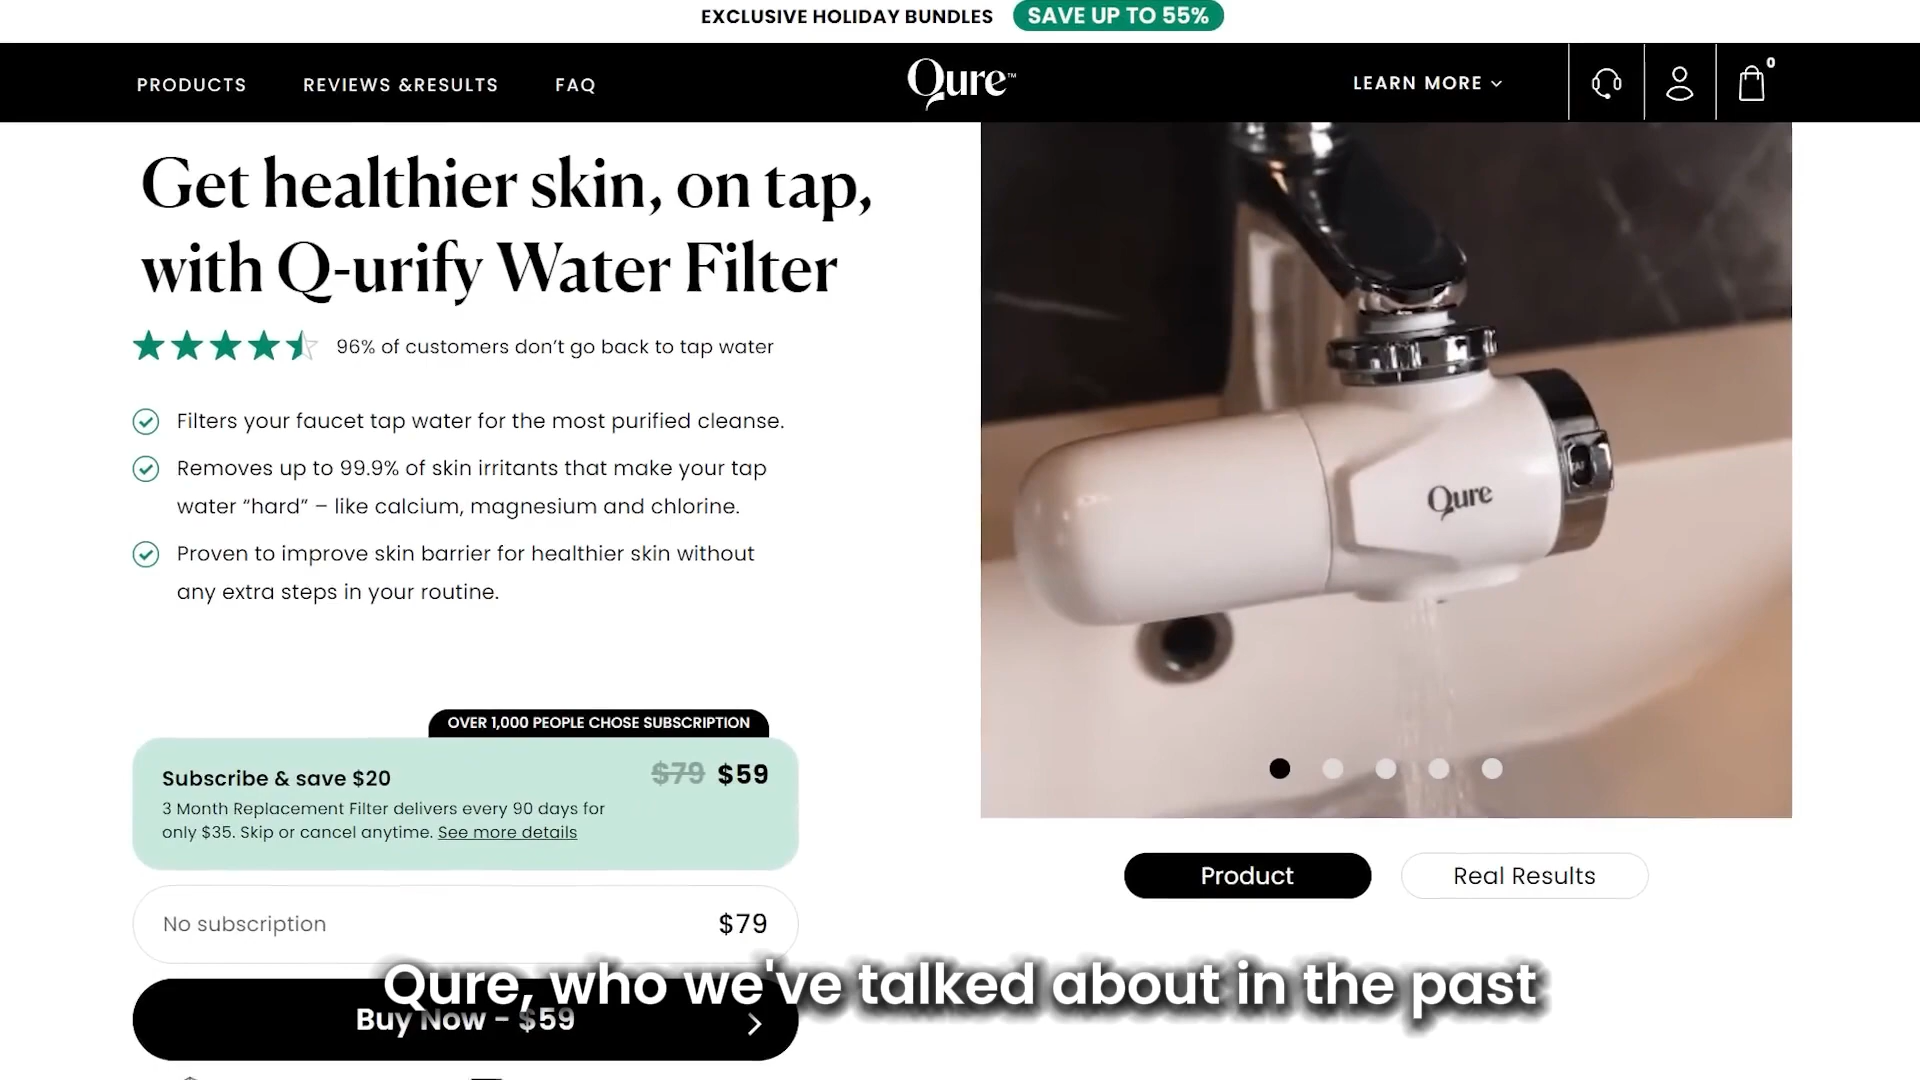 EXCLUSIVE HOLIDAY BUNDLES SAVE UP TO 55%
PRODUCTS REVIEWS &RESULTS FAQ Qure™ LEARN MORE 0
Get healthier skin, on tap,
with Q-urify Water Filter
96% of customers don’t go back to tap water
Filters your faucet tap water for the most purified cleanse.
Removes up to 99.9% of skin irritants that make your tap
water “hard” – like calcium, magnesium and chlorine.
Proven to improve skin barrier for healthier skin without
any extra steps in your routine.
OVER 1,000 PEOPLE CHOSE SUBSCRIPTION
Subscribe & save $20 $79 $59
3 Month Replacement Filter delivers every 90 days for
only $35. Skip or cancel anytime. See more details
No subscription $79
Buy Now - $59
Qure
Product Real Results
Qure, who we've talked about in the past